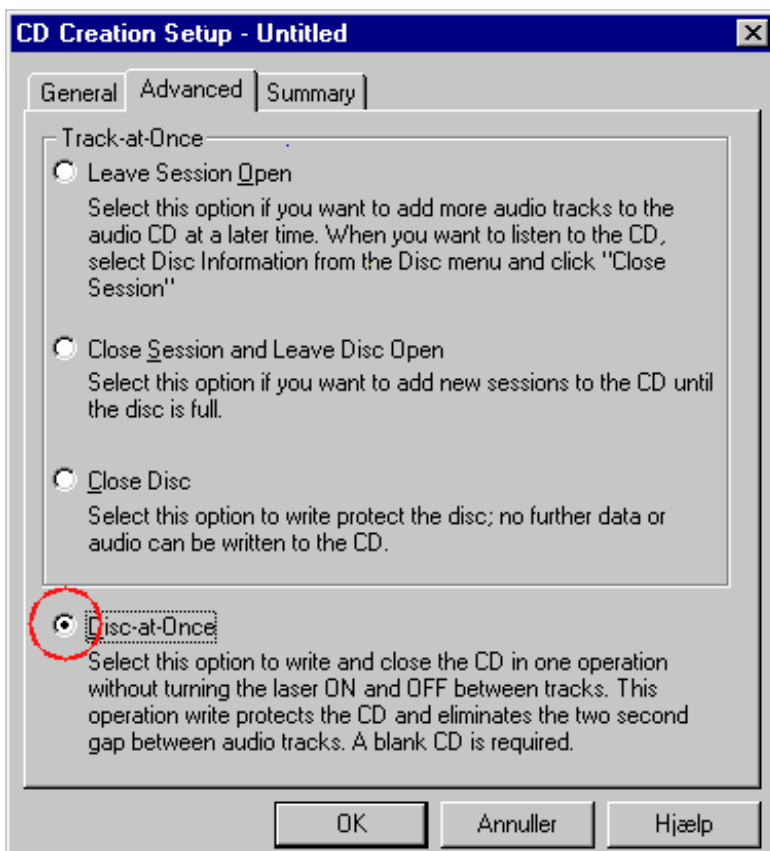 CD Creation Setup - Untitled
General Advanced Summary
Track-at-Once
Leave Session Open
Select this option if you want to add more audio tracks to the
audio CD at a later time. When you want to listen to the CD,
select Disc Information from the Disc menu and click "Close
Session"
Close Session and Leave Disc Open
Select this option if you want to add new sessions to the CD until
the disc is full.
Close Disc
Select this option to write protect the disc; no further data or
audio can be written to the CD.
Disc-at-Once
Select this option to write and close the CD in one operation
without turning the laser ON and OFF between tracks. This
operation write protects the CD and eliminates the two second
gap between audio tracks. A blank CD is required.
OK Annuller Hjælp